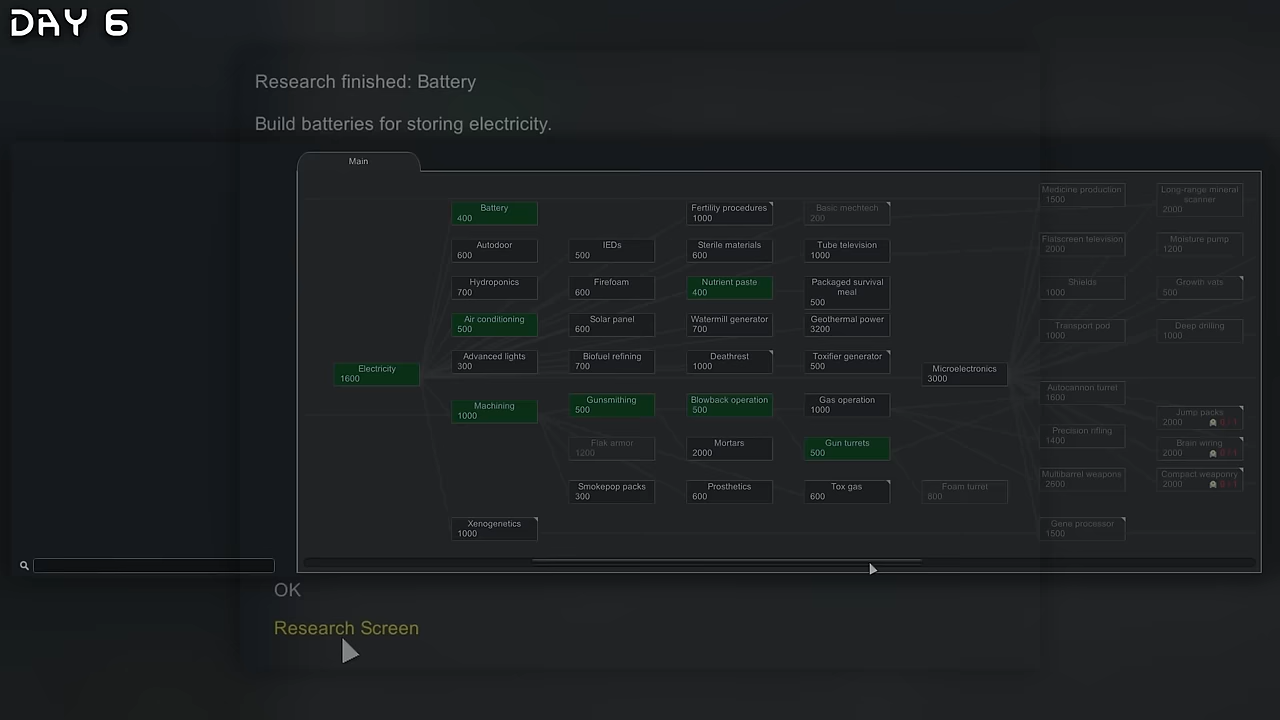 DAY 6
Research finished: Battery
Build batteries for storing electricity.
Main
Battery
400
Fertility procedures
1000
Basic mechtech
200
Medicine production
1500
Long-range mineral
scanner
2000
Autodoor
600
IEDs
500
Sterile materials
600
Tube television
1000
Flatscreen television
2000
Moisture pump
1200
Hydroponics
700
Firefoam
600
Nutrient paste
400
Packaged survival
meal
500
Shields
1000
Growth vats
500
Air conditioning
500
Solar panel
600
Watermill generator
700
Geothermal power
3200
Transport pod
1000
Deep drilling
1000
Advanced lights
300
Biofuel refining
700
Deathrest
1000
Toxifier generator
500
Electricity
1600
Microelectronics
3000
Machining
1000
Gunsmithing
500
Blowback operation
500
Gas operation
1000
Autocannon turret
1600
Jump packs
2000 0 / 1
Flak armor
1200
Mortars
2000
Gun turrets
500
Precision rifling
1400
Brain wiring
2000 0 / 1
Smokepop packs
300
Prosthetics
600
Tox gas
600
Foam turret
800
Multibarrel weapons
2600
Compact weaponry
2000 0 / 1
Xenogenetics
1000
Gene processor
1500
OK
Research Screen